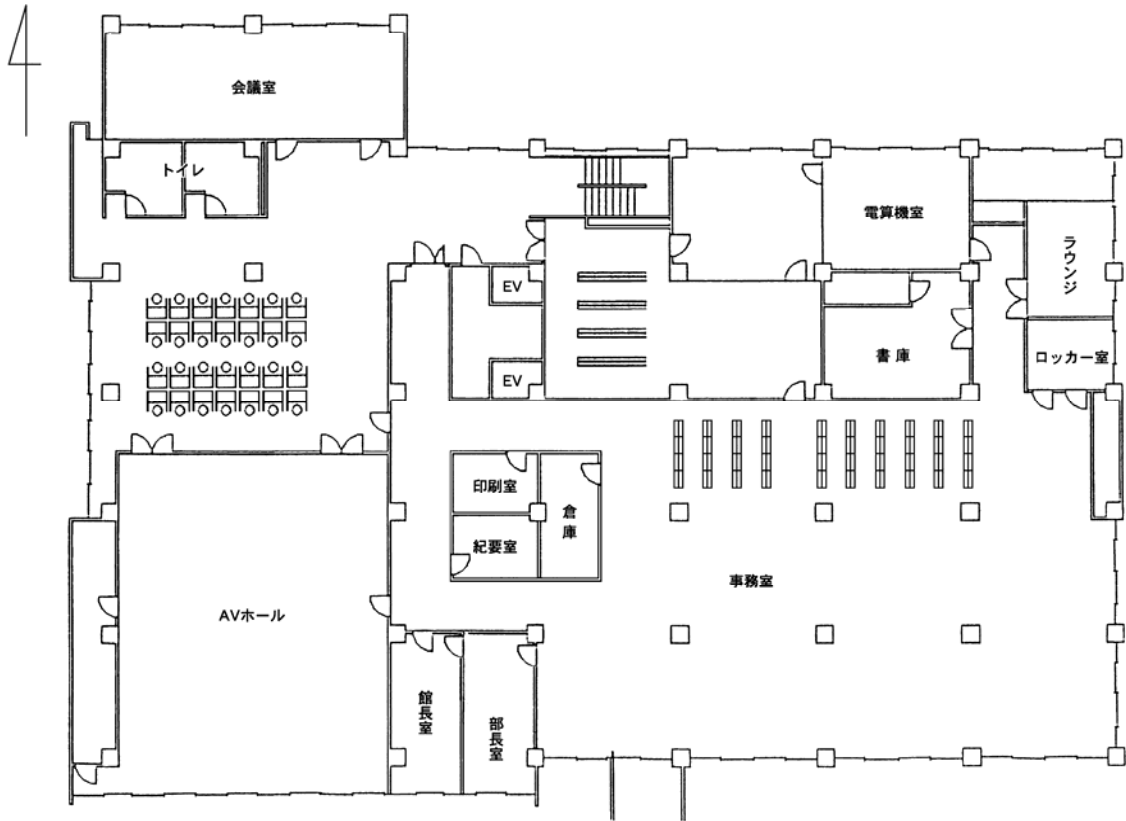 会議室
トイレ
電算機室
ラウンジ
EV
書庫
ロッカー室
EV
印刷室
倉庫
紀要室
事務室
AVホール
館長室
部長室